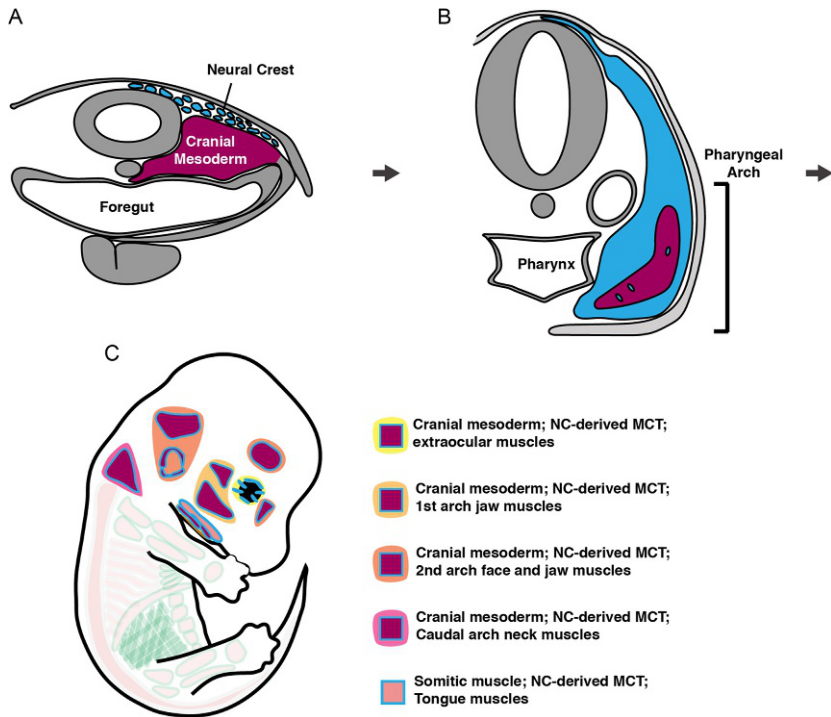 A
Neural Crest
Cranial
Mesoderm
Foregut
B
Pharyngeal
Arch
Pharynx
C
Cranial mesoderm; NC-derived MCT;
extraocular muscles
Cranial mesoderm; NC-derived MCT;
1st arch jaw muscles
Cranial mesoderm; NC-derived MCT;
2nd arch face and jaw muscles
Cranial mesoderm; NC-derived MCT;
Caudal arch neck muscles
Somitic muscle; NC-derived MCT;
Tongue muscles